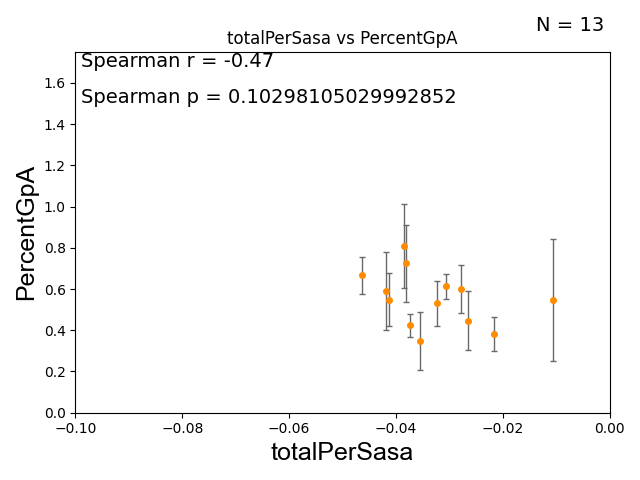 N = 13
totalPerSasa vs PercentGpA
Spearman r = -0.47
Spearman p = 0.10298105029992852
1.6
1.4
1.2
1.0
0.8
0.6
0.4
0.2
0.0
PercentGpA
−0.10
−0.08
−0.06
−0.04
−0.02
0.00
totalPerSasa